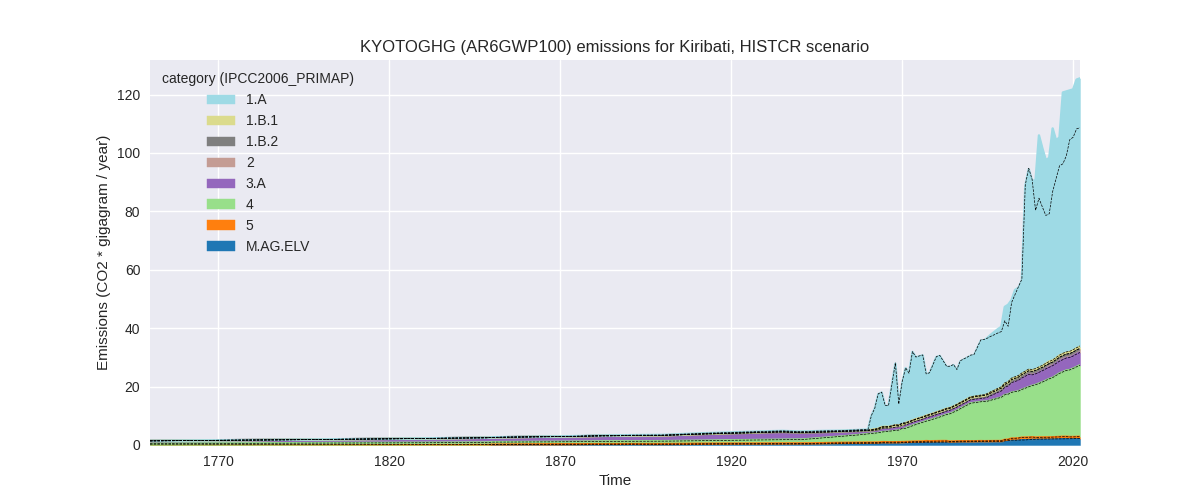 KYOTOGHG (AR6GWP100) emissions for Kiribati, HISTCR scenario
category (IPCC2006_PRIMAP)
1.A
1.B.1
1.B.2
2
3.A
4
5
M.AG.ELV
Emissions (CO2 * gigagram / year)
120
100
80
60
40
20
0
1770
1820
1870
1920
1970
2020
Time